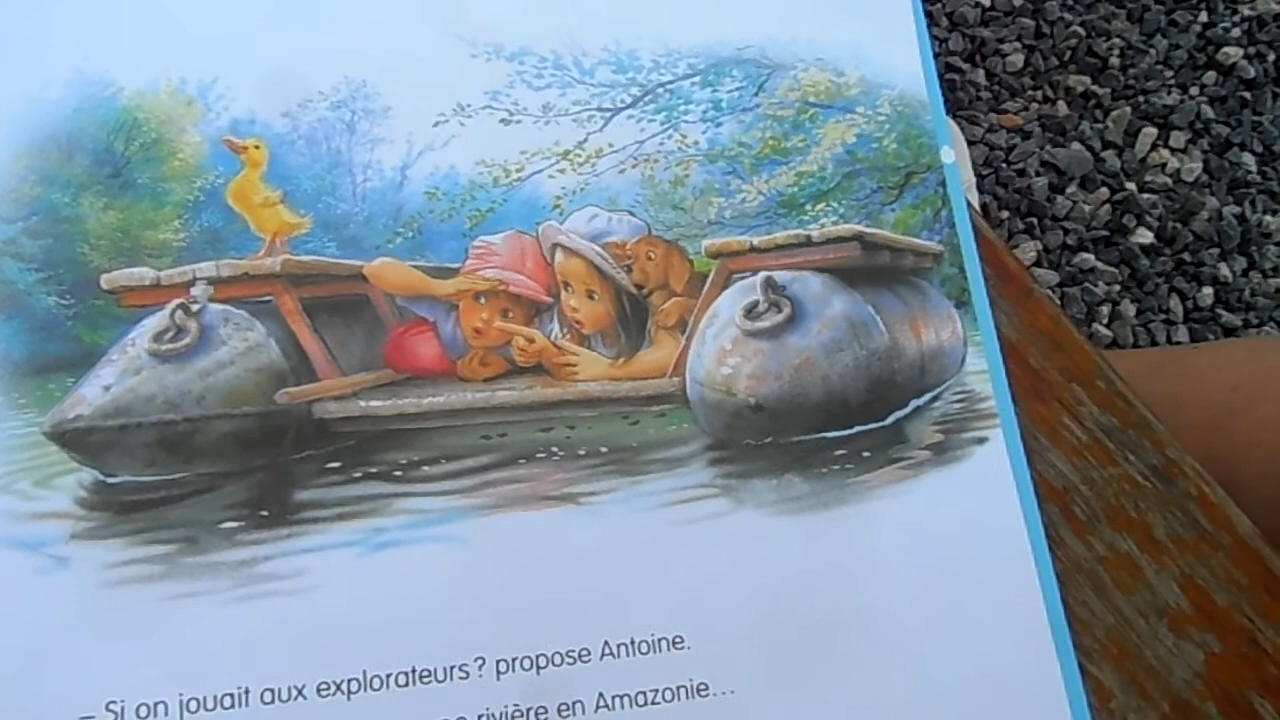 – Si on jouait aux explorateurs ? propose Antoine.
rivière en Amazonie…